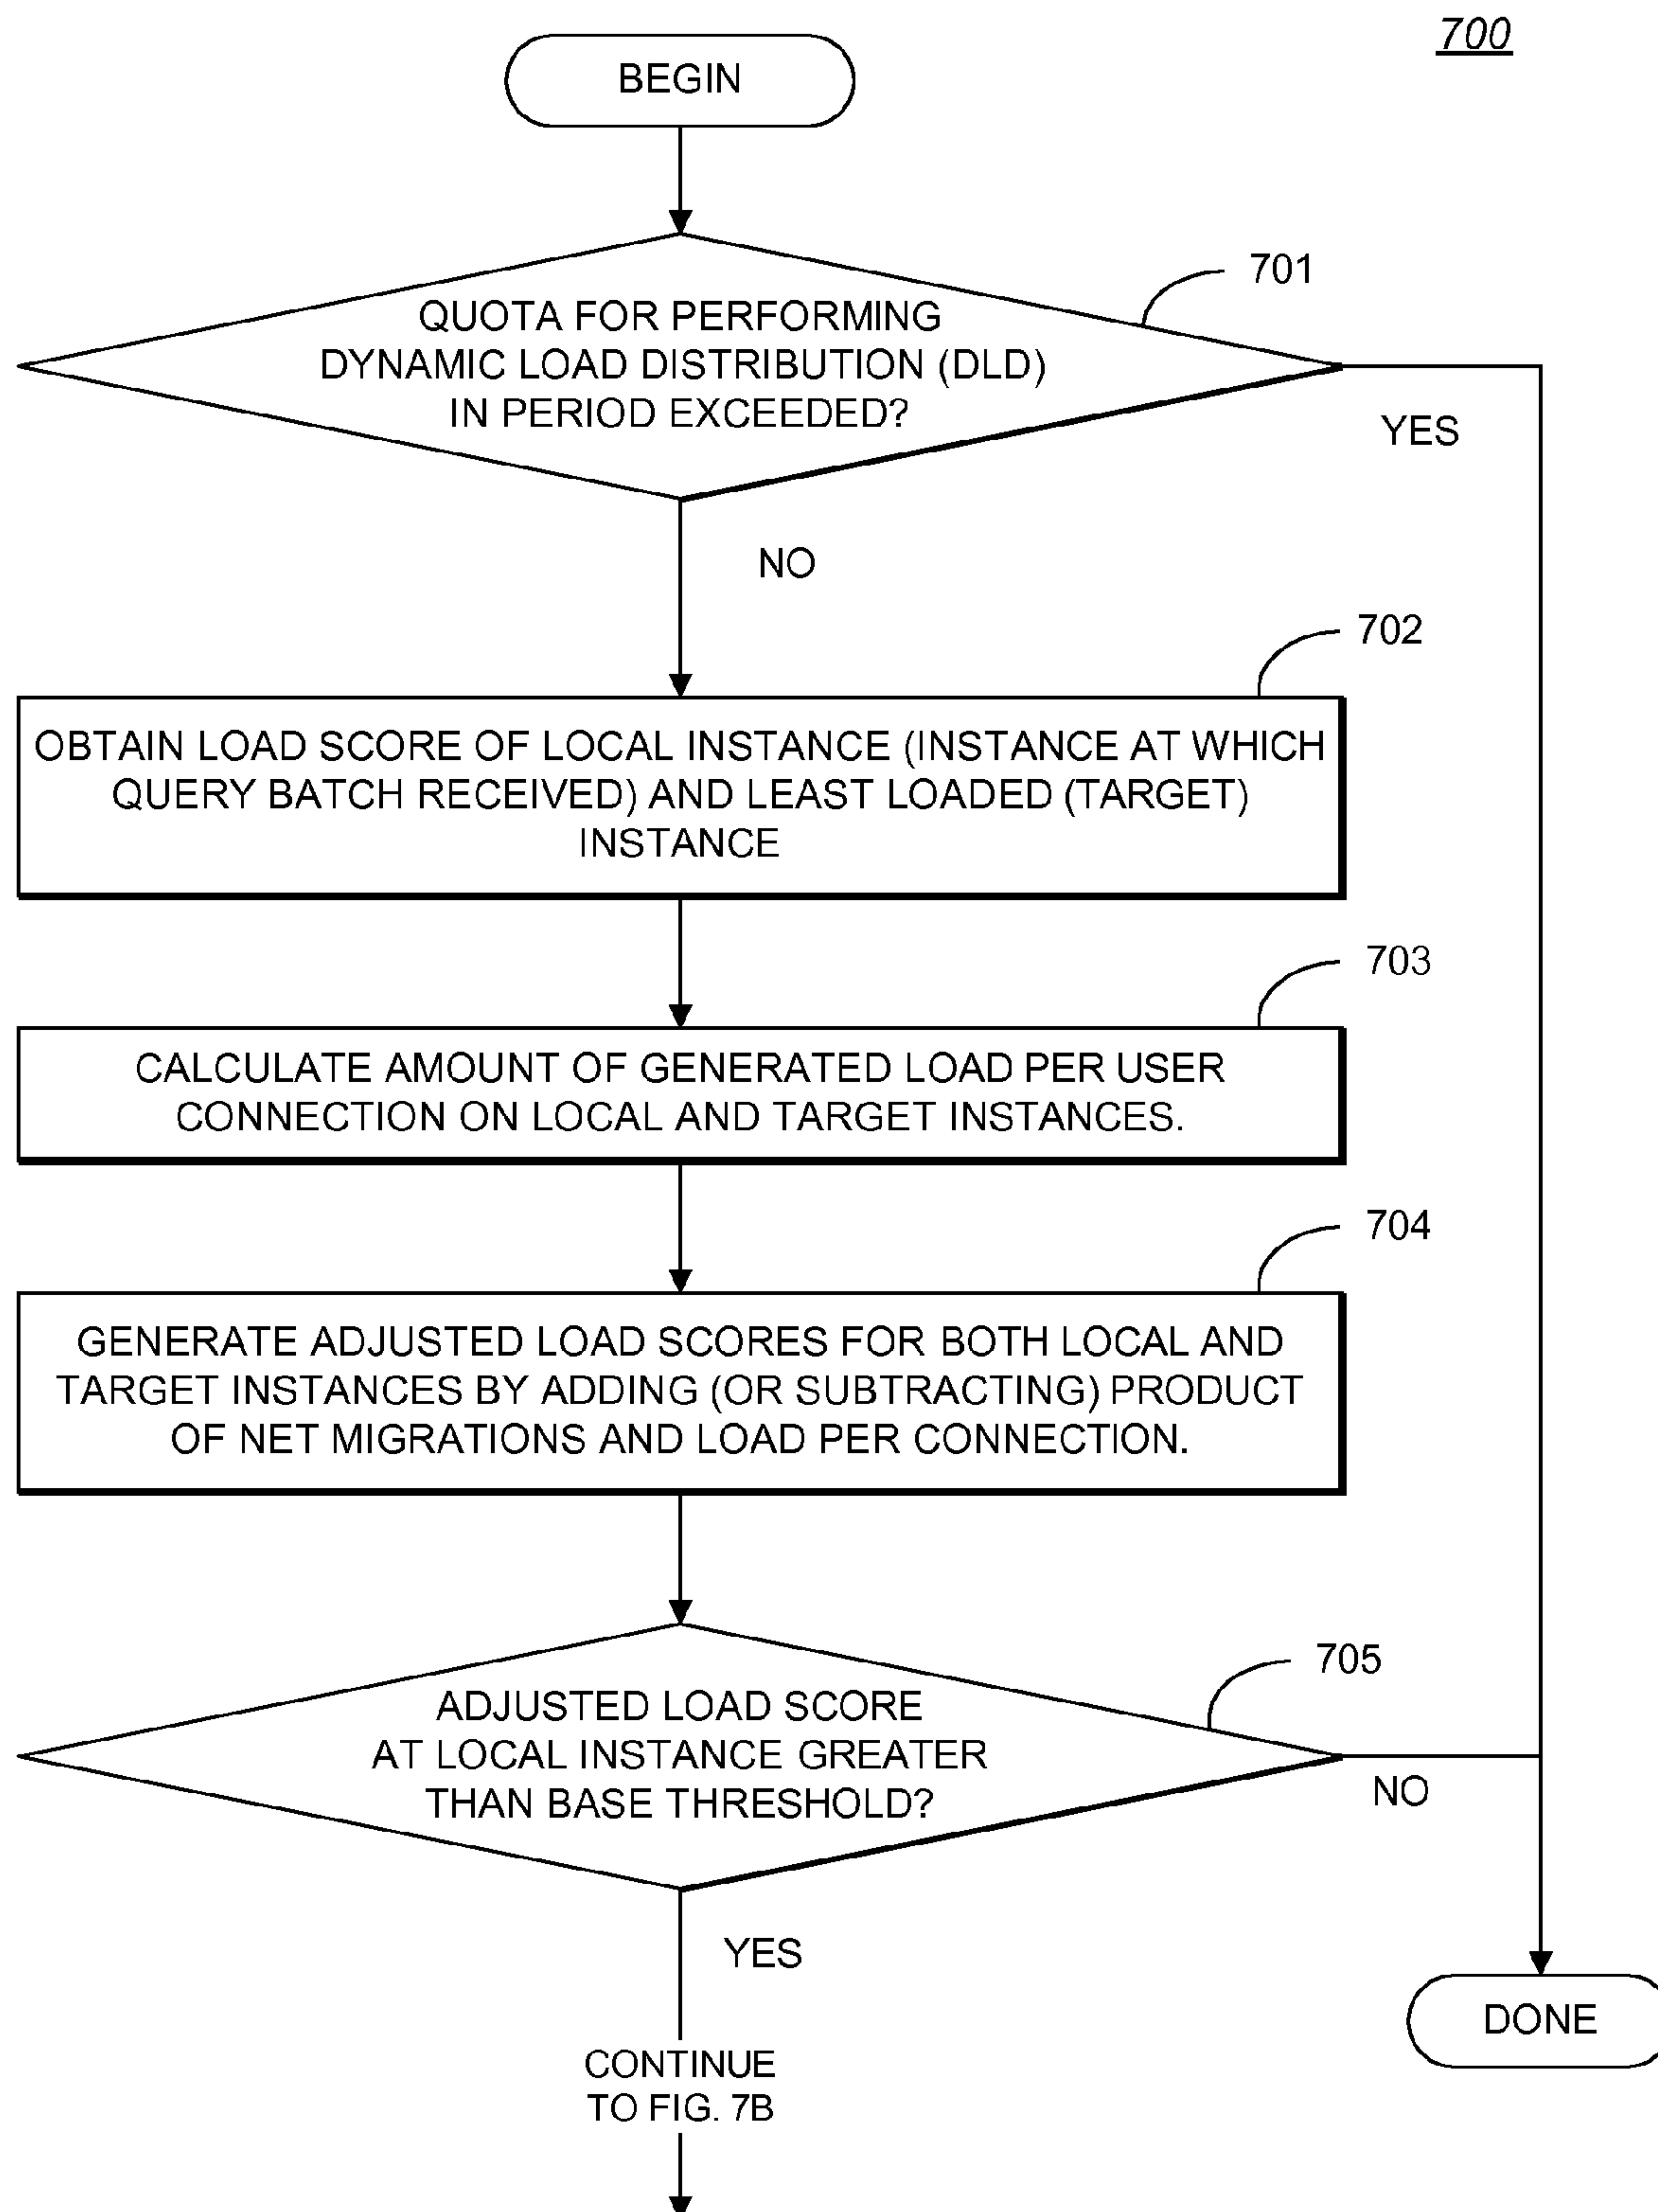 700
BEGIN
701
QUOTA FOR PERFORMING
DYNAMIC LOAD DISTRIBUTION (DLD)
IN PERIOD EXCEEDED?
YES
NO
702
OBTAIN LOAD SCORE OF LOCAL INSTANCE (INSTANCE AT WHICH
QUERY BATCH RECEIVED) AND LEAST LOADED (TARGET)
INSTANCE
703
CALCULATE AMOUNT OF GENERATED LOAD PER USER
CONNECTION ON LOCAL AND TARGET INSTANCES.
704
GENERATE ADJUSTED LOAD SCORES FOR BOTH LOCAL AND
TARGET INSTANCES BY ADDING (OR SUBTRACTING) PRODUCT
OF NET MIGRATIONS AND LOAD PER CONNECTION.
705
ADJUSTED LOAD SCORE
AT LOCAL INSTANCE GREATER
THAN BASE THRESHOLD?
NO
YES
DONE
CONTINUE
TO FIG. 7B